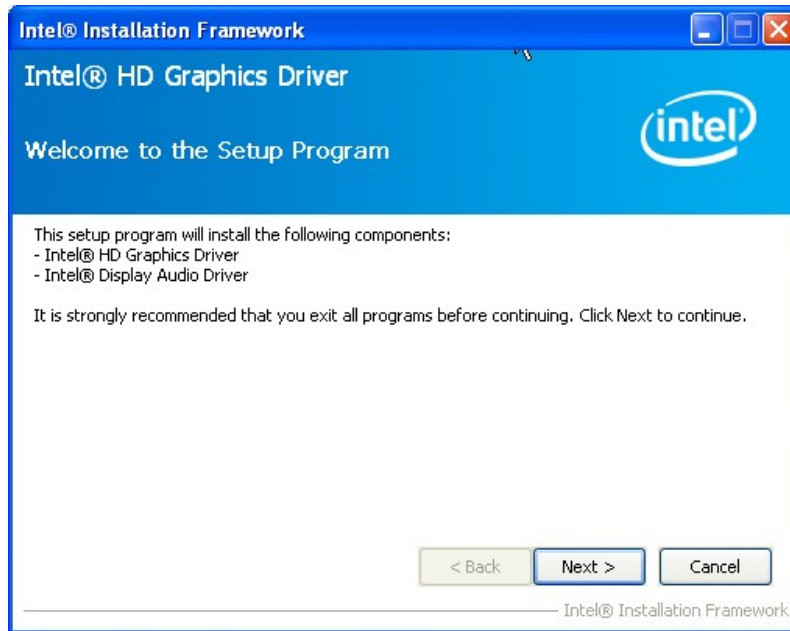 Intel® Installation Framework
Intel® HD Graphics Driver
intel
Welcome to the Setup Program
This setup program will install the following components:
- Intel® HD Graphics Driver
- Intel® Display Audio Driver
It is strongly recommended that you exit all programs before continuing. Click Next to continue.
< Back
Next >
Cancel
Intel® Installation Framework